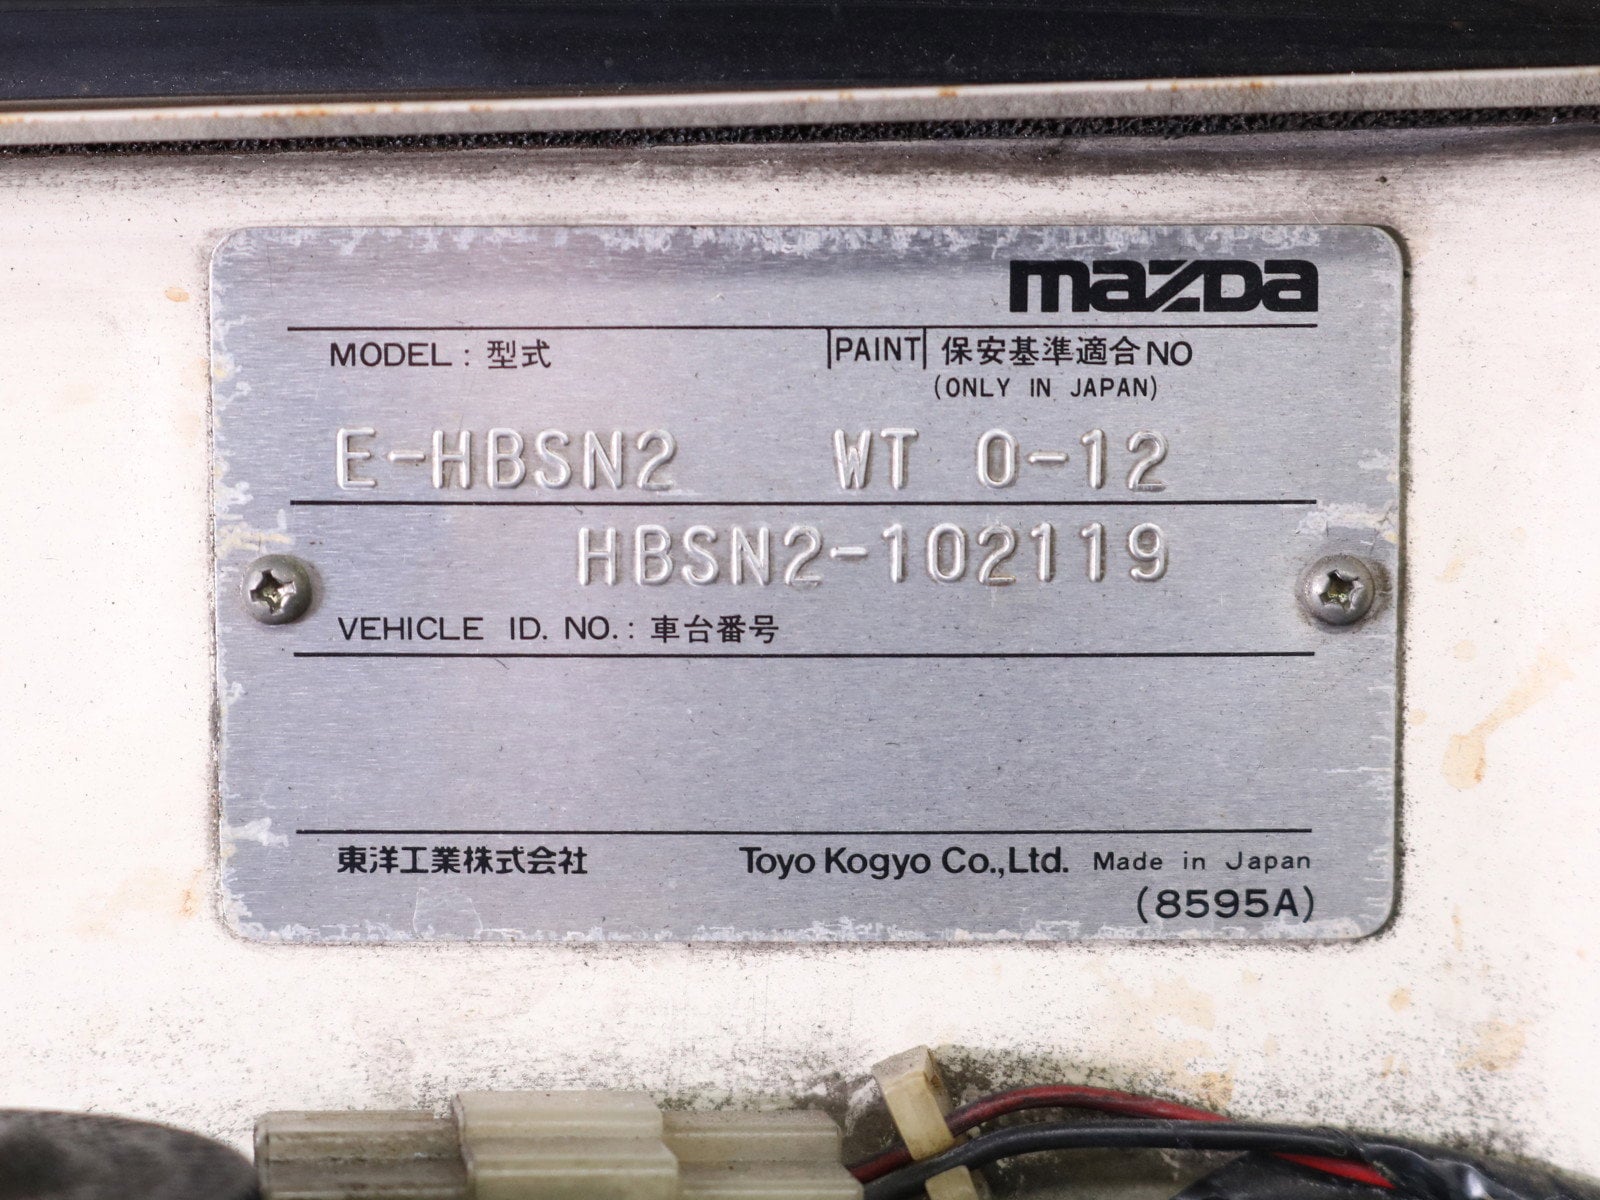 mazda
MODEL : 型式 PAINT 保安基準適合NO
(ONLY IN JAPAN)
E-HBSN2 WT 0-12
HBSN2-102119
VEHICLE ID. NO. : 車台番号
東洋工業株式会社 Toyo Kogyo Co.,Ltd. Made in Japan
(8595A)